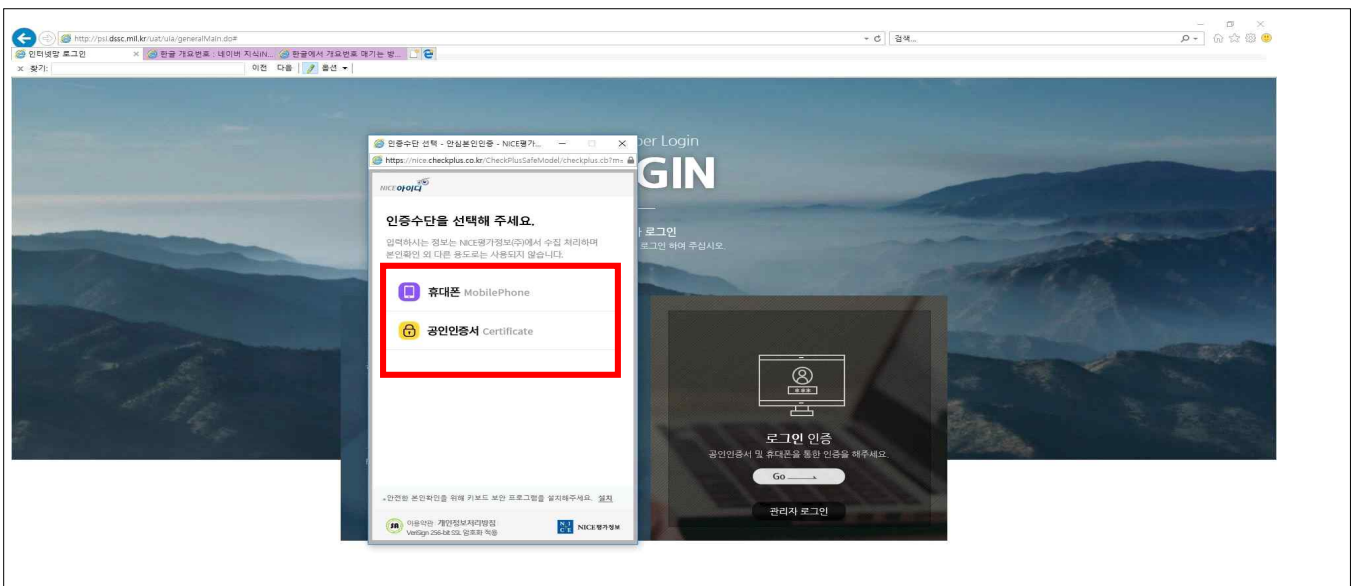 http://psi.dssc.mil.kr/uat/uia/generalMain.do#
검색...
인터넷망 로그인
한글 개요번호 : 네이버 지식iN...
한글에서 개요번호 매기는 방...
× 찾기:
이전 다음
옵션
인증수단 선택 - 안심본인인증 - NICE평가...
https://nice.checkplus.co.kr/CheckPlusSafeModel/checkplus.cb?m=
per Login
GIN
NICE아이디
인증수단을 선택해 주세요.
입력하시는 정보는 NICE평가정보(주)에서 수집 처리하며
본인확인 외 다른 용도로는 사용되지 않습니다.
로그인
로그인 하여 주십시오.
휴대폰 MobilePhone
공인인증서 Certificate
로그인 인증
공인인증서 및 휴대폰을 통한 인증을 해주세요.
Go
관리자 로그인
안전한 본인확인을 위해 키보드 보안 프로그램을 설치해주세요. 설치
이용약관 개인정보처리방침
VeriSign 256-bit SSL 암호화 적용
NICE
NICE평가정보